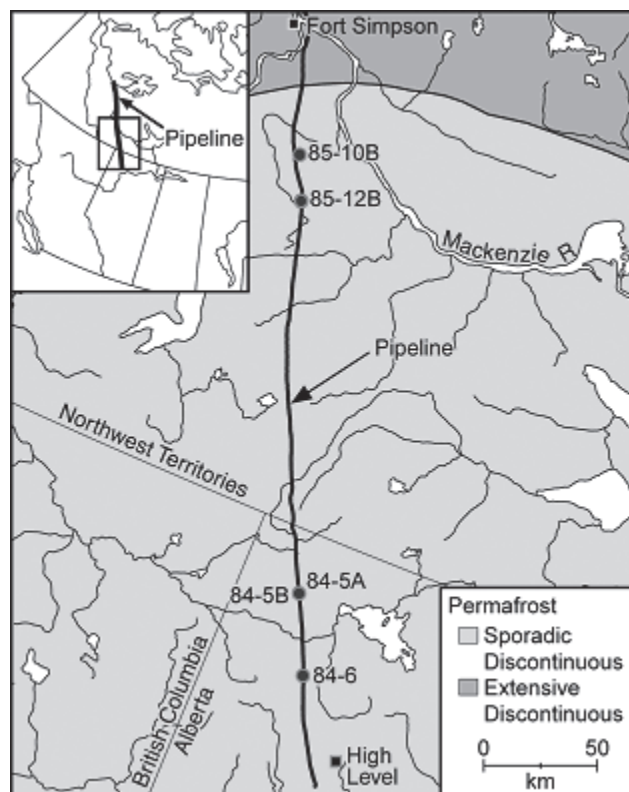 Fort Simpson
Pipeline
85-10B
85-12B
Mackenzie R
Pipeline
Northwest Territories
84-5A
84-5B
84-6
British Columbia
Alberta
High
Level
Permafrost
Sporadic
Discontinuous
Extensive
Discontinuous
0 50
km